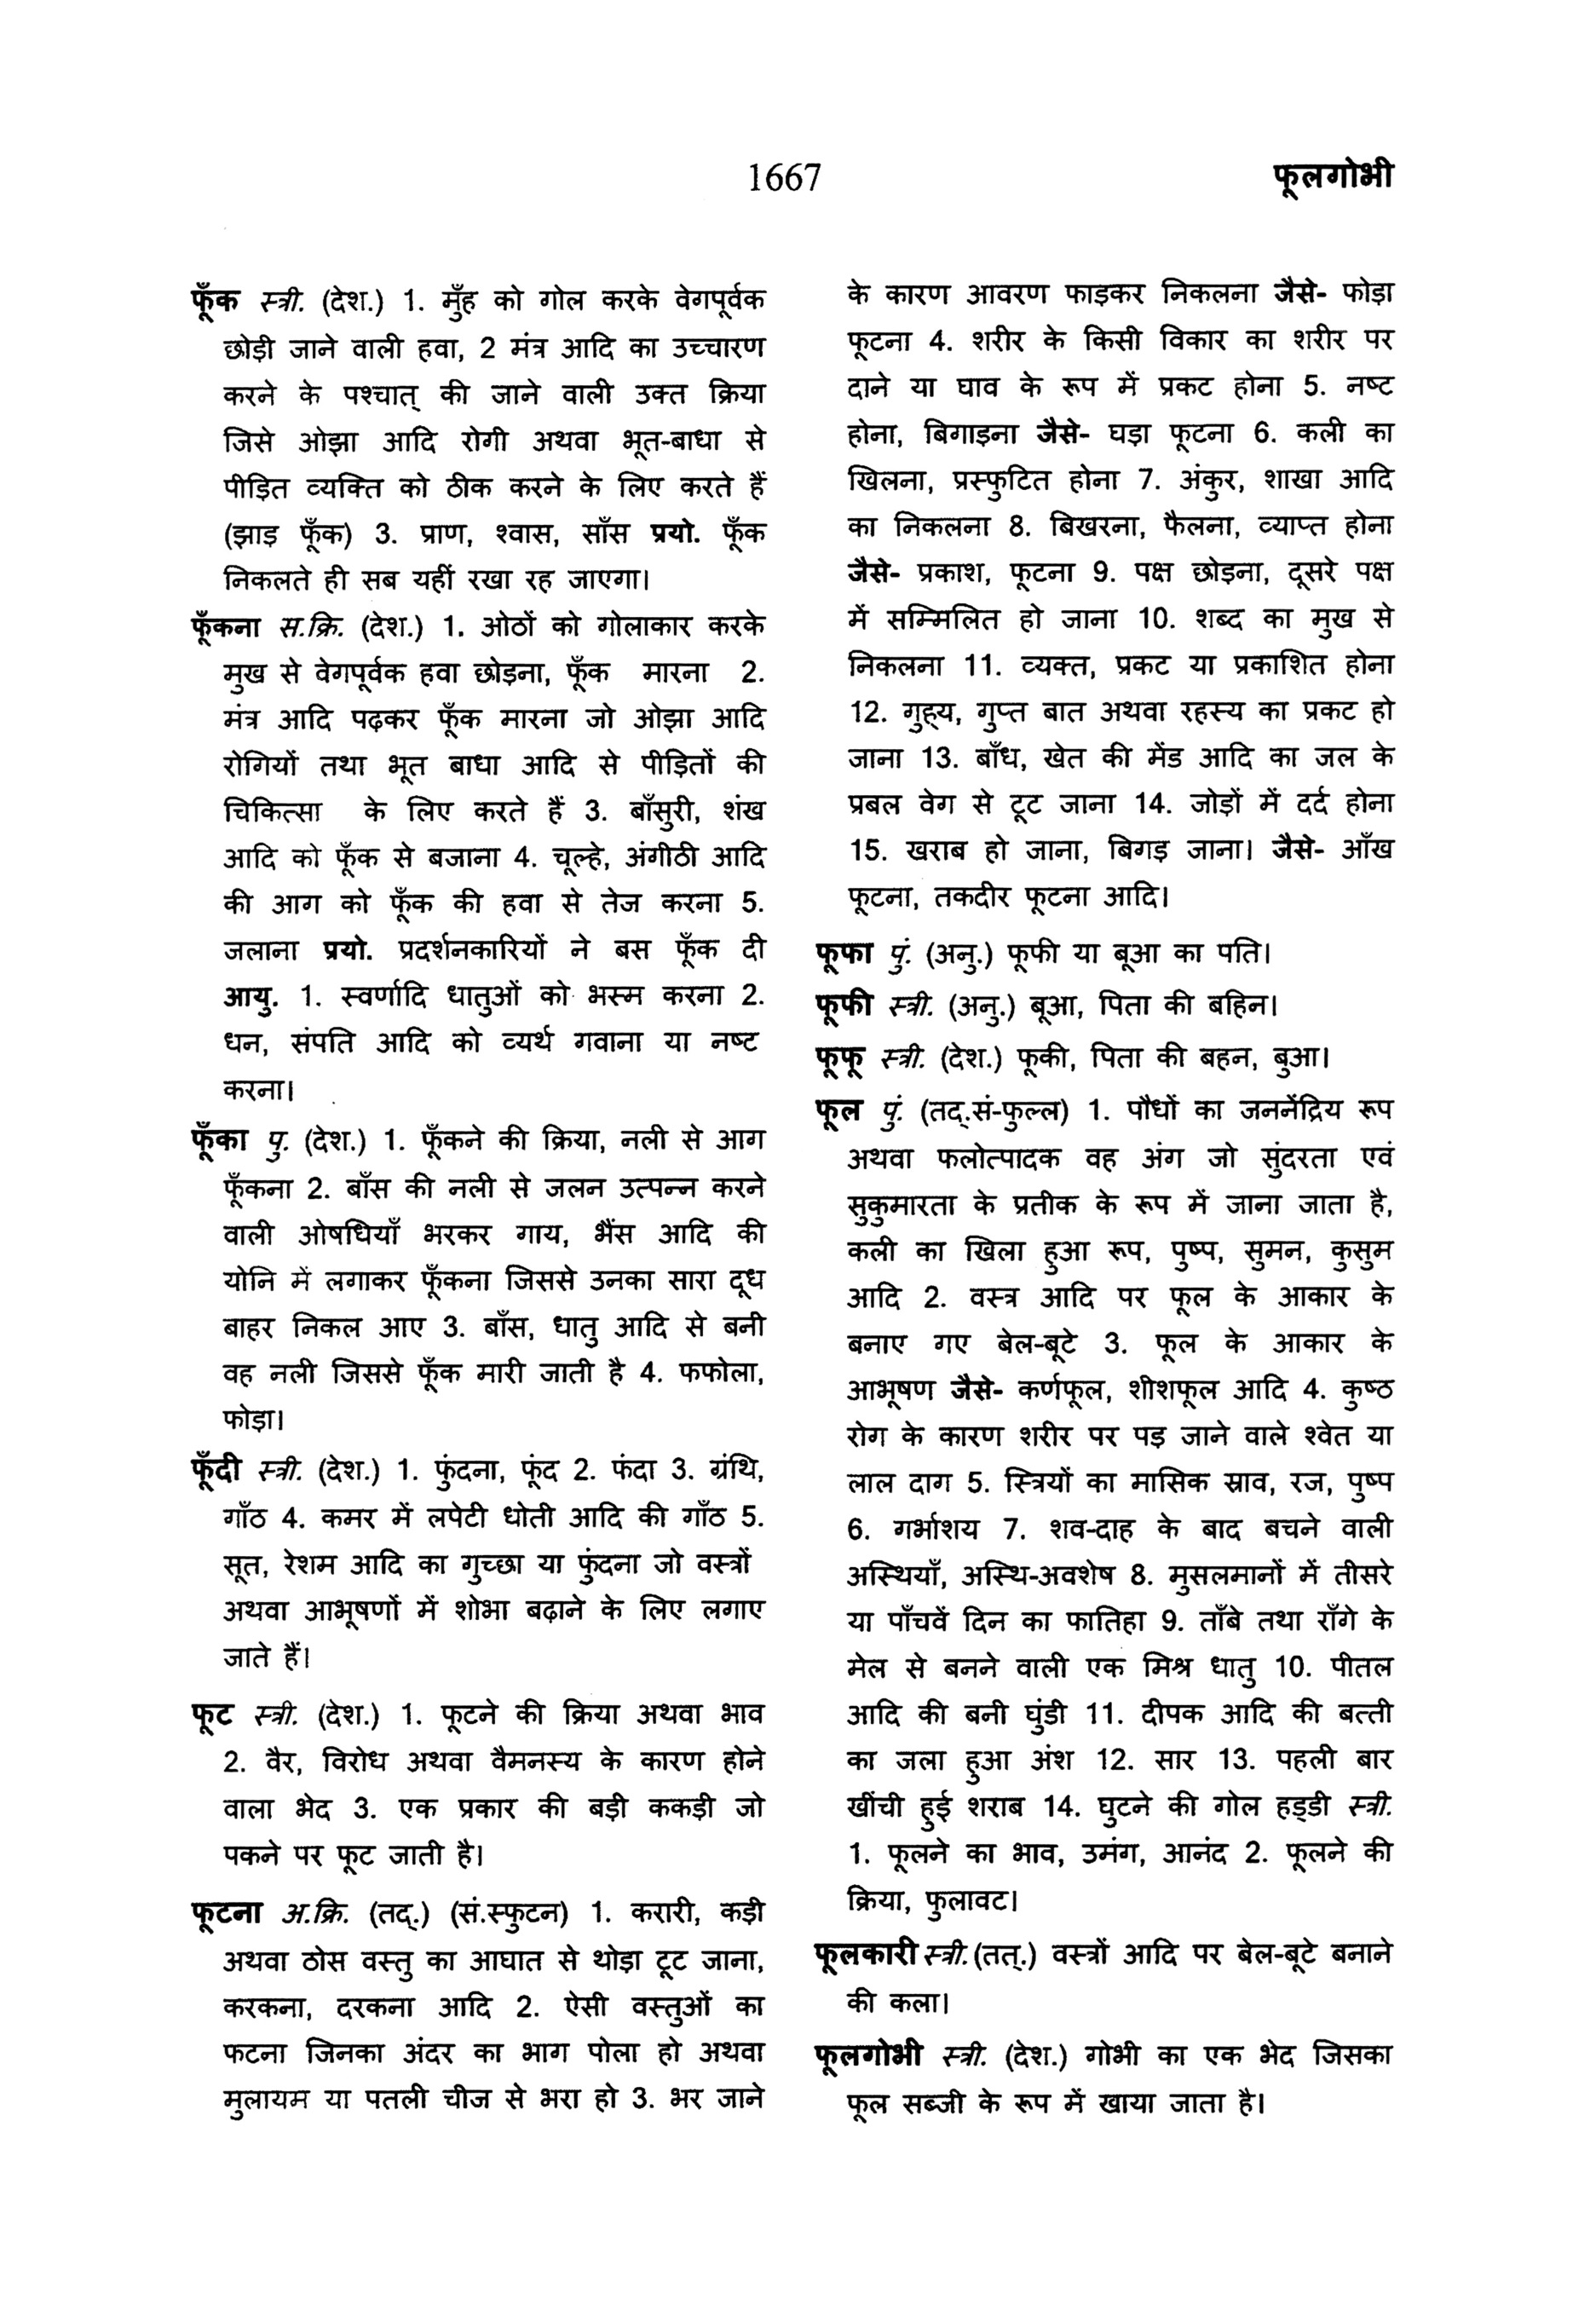 1667
फूलगोभी
फूँक स्त्री. (देश.) 1. मुँह को गोल करके वेगपूर्वक
छोड़ी जाने वाली हवा, 2 मंत्र आदि का उच्चारण
करने के पश्चात् की जाने वाली उक्त क्रिया
जिसे ओझा आदि रोगी अथवा भूत-बाधा से
पीड़ित व्यक्ति को ठीक करने के लिए करते हैं
(झाड़ फूँक) 3. प्राण, श्वास, साँस प्रयो. फूँक
निकलते ही सब यहीं रखा रह जाएगा।
फूँकना स.क्रि. (देश.) 1. ओठों को गोलाकार करके
मुख से वेगपूर्वक हवा छोड़ना, फूँक मारना 2.
मंत्र आदि पढ़कर फूँक मारना जो ओझा आदि
रोगियों तथा भूत बाधा आदि से पीड़ितों की
चिकित्सा के लिए करते हैं 3. बाँसुरी, शंख
आदि को फूँक से बजाना 4. चूल्हे, अंगीठी आदि
की आग को फूँक की हवा से तेज करना 5.
जलाना प्रयो. प्रदर्शनकारियों ने बस फूँक दी
आयु. 1. स्वर्णादि धातुओं को भस्म करना 2.
धन, संपति आदि को व्यर्थ गवाना या नष्ट
करना।
फूँका पु. (देश.) 1. फूँकने की क्रिया, नली से आग
फूँकना 2. बाँस की नली से जलन उत्पन्न करने
वाली ओषधियाँ भरकर गाय, भैंस आदि की
योनि में लगाकर फूँकना जिससे उनका सारा दूध
बाहर निकल आए 3. बाँस, धातु आदि से बनी
वह नली जिससे फूँक मारी जाती है 4. फफोला,
फोड़ा।
फूँदी स्त्री. (देश.) 1. फुंदना, फूंद 2. फंदा 3. ग्रंथि,
गाँठ 4. कमर में लपेटी धोती आदि की गाँठ 5.
सूत, रेशम आदि का गुच्छा या फुंदना जो वस्त्रों
अथवा आभूषणों में शोभा बढ़ाने के लिए लगाए
जाते हैं।
फूट स्त्री. (देश.) 1. फूटने की क्रिया अथवा भाव
2. वैर, विरोध अथवा वैमनस्य के कारण होने
वाला भेद 3. एक प्रकार की बड़ी ककड़ी जो
पकने पर फूट जाती है।
फूटना अ.क्रि. (तद्.) (सं.स्फुटन) 1. करारी, कड़ी
अथवा ठोस वस्तु का आघात से थोड़ा टूट जाना,
करकना, दरकना आदि 2. ऐसी वस्तुओं का
फटना जिनका अंदर का भाग पोला हो अथवा
मुलायम या पतली चीज से भरा हो 3. भर जाने
के कारण आवरण फाड़कर निकलना जैसे- फोड़ा
फूटना 4. शरीर के किसी विकार का शरीर पर
दाने या घाव के रूप में प्रकट होना 5. नष्ट
होना, बिगाड़ना जैसे- घड़ा फूटना 6. कली का
खिलना, प्रस्फुटित होना 7. अंकुर, शाखा आदि
का निकलना 8. बिखरना, फैलना, व्याप्त होना
जैसे- प्रकाश, फूटना 9. पक्ष छोड़ना, दूसरे पक्ष
में सम्मिलित हो जाना 10. शब्द का मुख से
निकलना 11. व्यक्त, प्रकट या प्रकाशित होना
12. गुह्य, गुप्त बात अथवा रहस्य का प्रकट हो
जाना 13. बाँध, खेत की मेंड आदि का जल के
प्रबल वेग से टूट जाना 14. जोड़ों में दर्द होना
15. खराब हो जाना, बिगड़ जाना। जैसे- आँख
फूटना, तकदीर फूटना आदि।
फूफा पुं. (अनु.) फूफी या बूआ का पति।
फूफी स्त्री. (अनु.) बूआ, पिता की बहिन।
फूफू स्त्री. (देश.) फूकी, पिता की बहन, बुआ।
फूल पुं. (तद्.सं-फुल्ल) 1. पौधों का जननेंद्रिय रूप
अथवा फलोत्पादक वह अंग जो सुंदरता एवं
सुकुमारता के प्रतीक के रूप में जाना जाता है,
कली का खिला हुआ रूप, पुष्प, सुमन, कुसुम
आदि 2. वस्त्र आदि पर फूल के आकार के
बनाए गए बेल-बूटे 3. फूल के आकार के
आभूषण जैसे- कर्णफूल, शीशफूल आदि 4. कुष्ठ
रोग के कारण शरीर पर पड़ जाने वाले श्वेत या
लाल दाग 5. स्त्रियों का मासिक स्राव, रज, पुष्प
6. गर्भाशय 7. शव-दाह के बाद बचने वाली
अस्थियाँ, अस्थि-अवशेष 8. मुसलमानों में तीसरे
या पाँचवें दिन का फातिहा 9. ताँबे तथा राँगे के
मेल से बनने वाली एक मिश्र धातु 10. पीतल
आदि की बनी घुंडी 11. दीपक आदि की बत्ती
का जला हुआ अंश 12. सार 13. पहली बार
खींची हुई शराब 14. घुटने की गोल हड्डी स्त्री.
1. फूलने का भाव, उमंग, आनंद 2. फूलने की
क्रिया, फुलावट।
फूलकारी स्त्री. (तत्.) वस्त्रों आदि पर बेल-बूटे बनाने
की कला।
फूलगोभी स्त्री. (देश.) गोभी का एक भेद जिसका
फूल सब्जी के रूप में खाया जाता है।